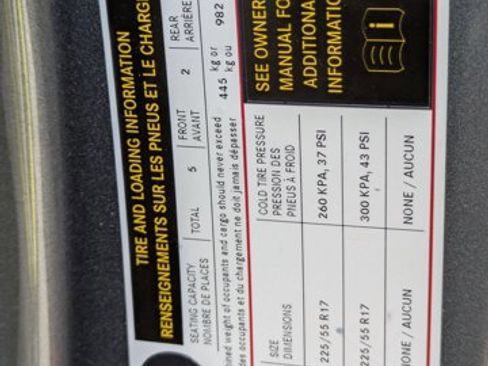 TIRE AND LOADING INFORMATION
RENSEIGNEMENTS SUR LES PNEUS ET LE CHARGE
SEATING CAPACITY TOTAL 5 FRONT 2 REAR
NOMBRE DE PLACES AVANT ARRIÈRE
ined weight of occupants and cargo should never exceed 445 kg or 982
des occupants et du chargement ne doit jamais dépasser kg ou
SIZE COLD TIRE PRESSURE
DIMENSIONS PRESSION DES
PNEUS À FROID
225/55 R17 260 KPA, 37 PSI
225/55 R17 300 KPA, 43 PSI
NONE / AUCUN NONE / AUCUN
SEE OWNER
MANUAL FO
ADDITIONA
INFORMATI
i